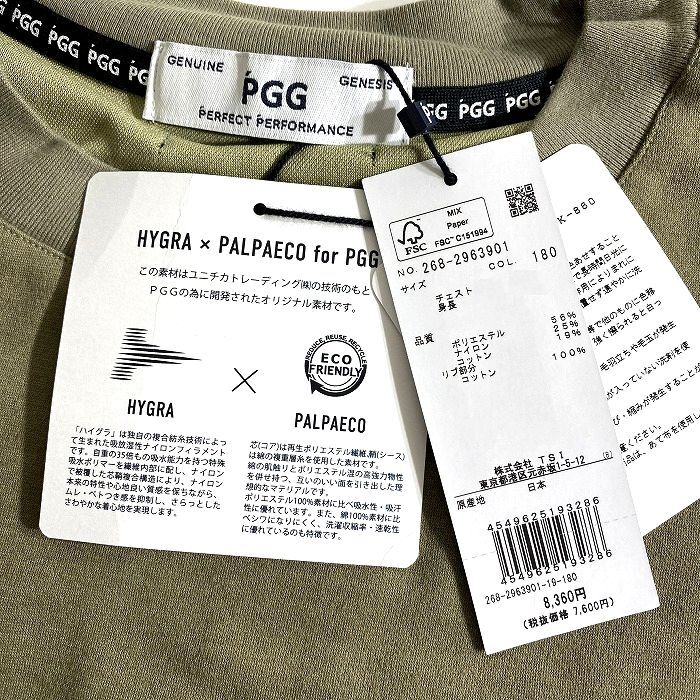 PGG PGG PGG
GENUINE
GENESIS
PGG
PERFECT PERFORMANCE
PGG PGG PGG
HYGRA × PALPAECO for PGG
この素材はユニチカトレーディング㈱の技術のもと
PGGの為に開発されたオリジナル素材です。
HYGRA
×
REDUCE REUSE RECYCLE
ECO
FRIENDLY
PALPAECO
「ハイグラ」は独自の複合紡糸技術によっ
て生まれた吸放湿性ナイロンフィラメント
です。自重の35倍もの吸水能力を持つ特殊
吸水ポリマーを繊維内部に配し、ナイロン
で被覆した芯鞘複合構造により、ナイロン
本来の特性や心地良い質感を保ちながら、
ムレ・ベトつき感を抑制し、さらっとした
さわやかな着心地を実現します。
芯(コア)は再生ポリエステル繊維、鞘(シース)
は綿の複重層糸を使用した素材です。
綿の肌触りとポリエステル混の高強力物性
を併せ持つ、互いのいい面を引き出した理
想的なマテリアルです。
ポリエステル100%素材に比べ吸水性・吸汗
性に優れています。また、綿100%素材に比
べシワになりにくく、洗濯収縮率・速乾性
に優れているのも特徴です。
FSC
MIX
Paper
FSC™ C151994
NO. 268-2963901
COL. 180
サイズ
チェスト
身長
品質
ポリエステル 56%
ナイロン 25%
コットン 19%
リブ部分
コットン 100%
株式会社 TSI
東京都港区元赤坂1-5-12
原産地 日本
4549625193286
4549625193286
268-2963901-19-180
8,360円
(税抜価格 7,600円)
K-880